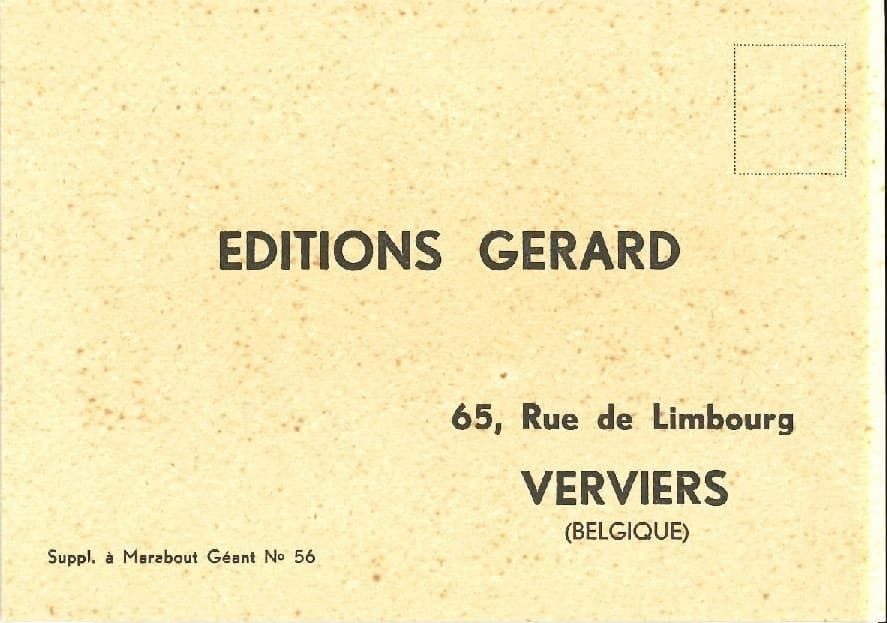 EDITIONS GERARD
65, Rue de Limbourg
VERVIERS
(BELGIQUE)
Suppl. à Marabout Géant Nº 56